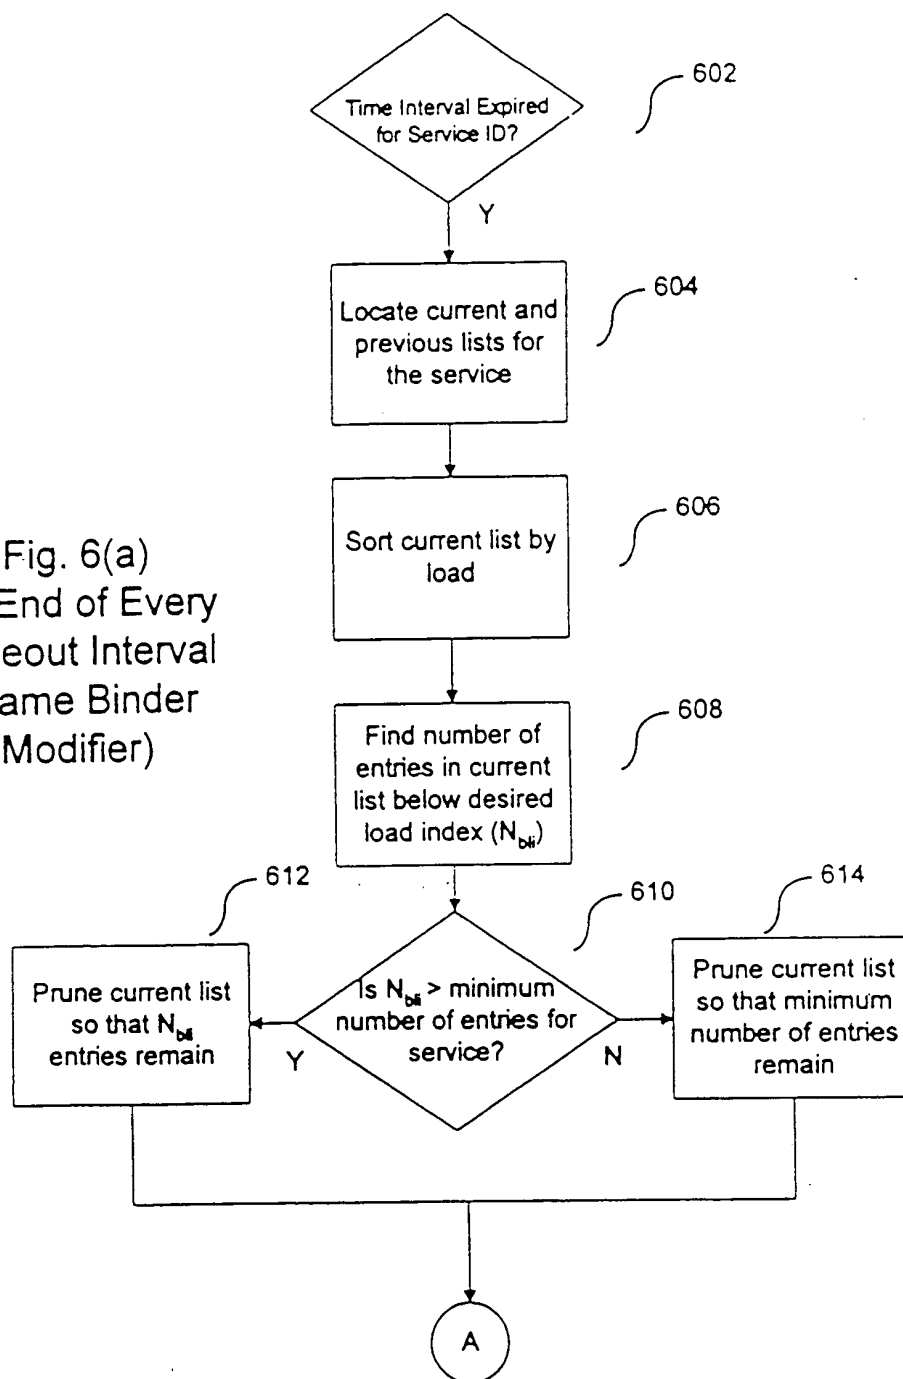 602
Time Interval Expired
for Service ID?
Y
604
Locate current and
previous lists for
the service
606
Sort current list by
load
Fig. 6(a)
End of Every
eout Interval
ame Binder
Modifier)
608
Find number of
entries in current
list below desired
load index (Nbli)
612
610
614
Prune current list
so that Nbli
entries remain
Is Nbli > minimum
number of entries for
service?
Y
N
Prune current list
so that minimum
number of entries
remain
A